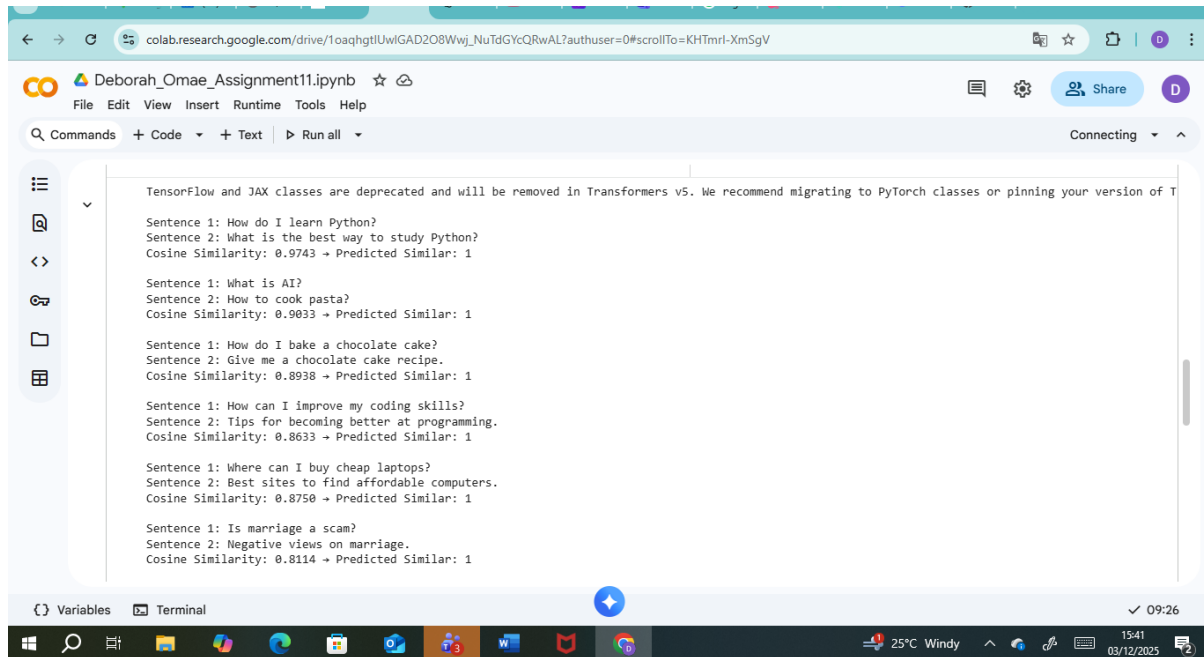 colab.research.google.com/drive/1oaqhgtlUwlGAD2O8Wwj_NuTdGYcQRwAL?authuser=0#scrollTo=KHTmrI-XmSgV
D
CO
Deborah_Omae_Assignment11.ipynb
File Edit View Insert Runtime Tools Help
Share
D
Commands + Code + Text Run all
Connecting
TensorFlow and JAX classes are deprecated and will be removed in Transformers v5. We recommend migrating to PyTorch classes or pinning your version of T
Sentence 1: How do I learn Python?
Sentence 2: What is the best way to study Python?
Cosine Similarity: 0.9743 → Predicted Similar: 1
Sentence 1: What is AI?
Sentence 2: How to cook pasta?
Cosine Similarity: 0.9033 → Predicted Similar: 1
Sentence 1: How do I bake a chocolate cake?
Sentence 2: Give me a chocolate cake recipe.
Cosine Similarity: 0.8938 → Predicted Similar: 1
Sentence 1: How can I improve my coding skills?
Sentence 2: Tips for becoming better at programming.
Cosine Similarity: 0.8633 → Predicted Similar: 1
Sentence 1: Where can I buy cheap laptops?
Sentence 2: Best sites to find affordable computers.
Cosine Similarity: 0.8750 → Predicted Similar: 1
Sentence 1: Is marriage a scam?
Sentence 2: Negative views on marriage.
Cosine Similarity: 0.8114 → Predicted Similar: 1
{} Variables Terminal
✓ 09:26
25°C Windy
15:41
03/12/2025